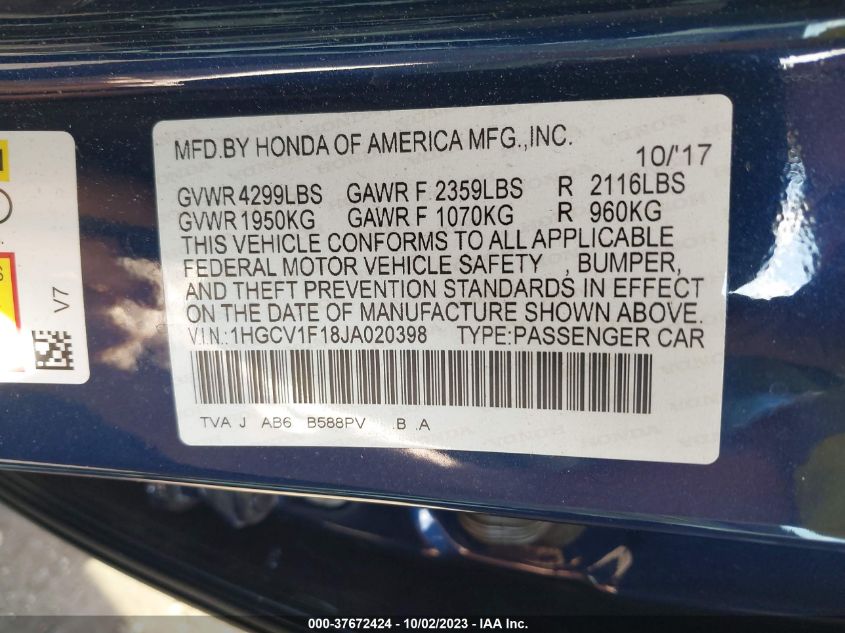 MFD.BY HONDA OF AMERICA MFG.,INC.
10/'17
GVWR 4299LBS GAWR F 2359LBS R 2116LBS
GVWR 1950KG GAWR F 1070KG R 960KG
THIS VEHICLE CONFORMS TO ALL APPLICABLE
FEDERAL MOTOR VEHICLE SAFETY , BUMPER,
AND THEFT PREVENTION STANDARDS IN EFFECT
ON THE DATE OF MANUFACTURE SHOWN ABOVE.
V.I.N.:1HGCV1F18JA020398 TYPE:PASSENGER CAR
TVA J AB6 B588PV .B .A
V7
000-37672424 - 10/02/2023 - IAA Inc.